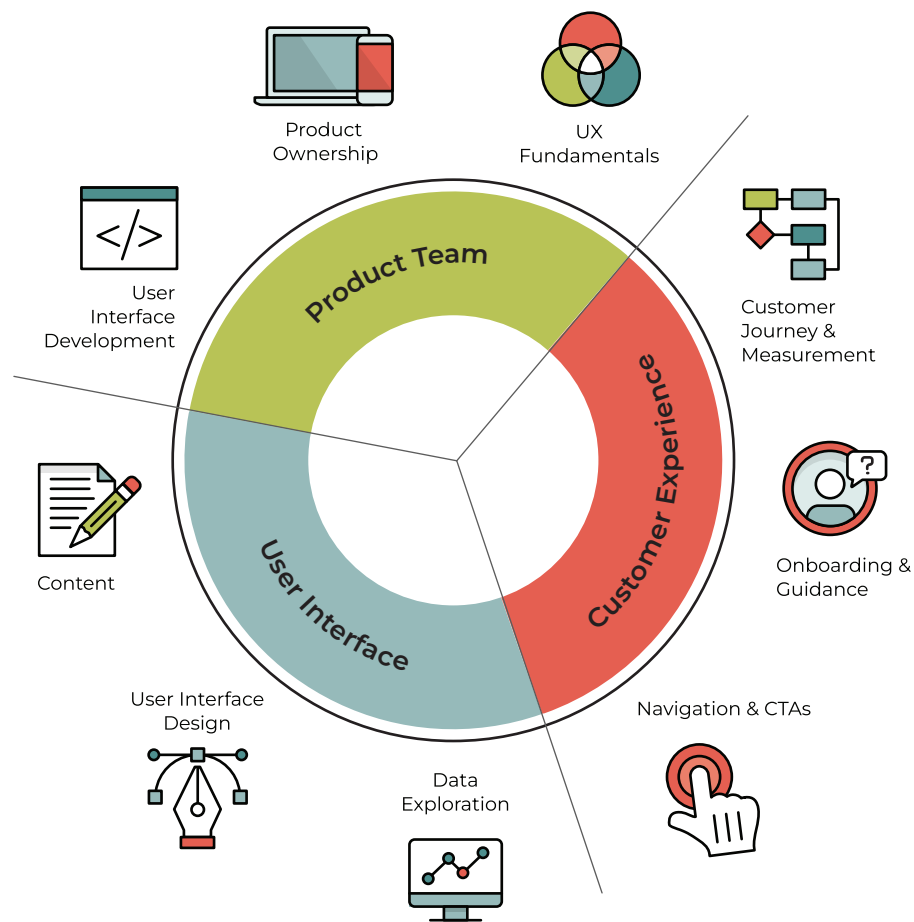 Product
Ownership
UX
Fundamentals
User
Interface
Development
Product Team
Customer
Journey &
Measurement
Customer Experience
?
Onboarding &
Guidance
</>
Content
User Interface
User Interface
Design
Navigation & CTAs
Data
Exploration